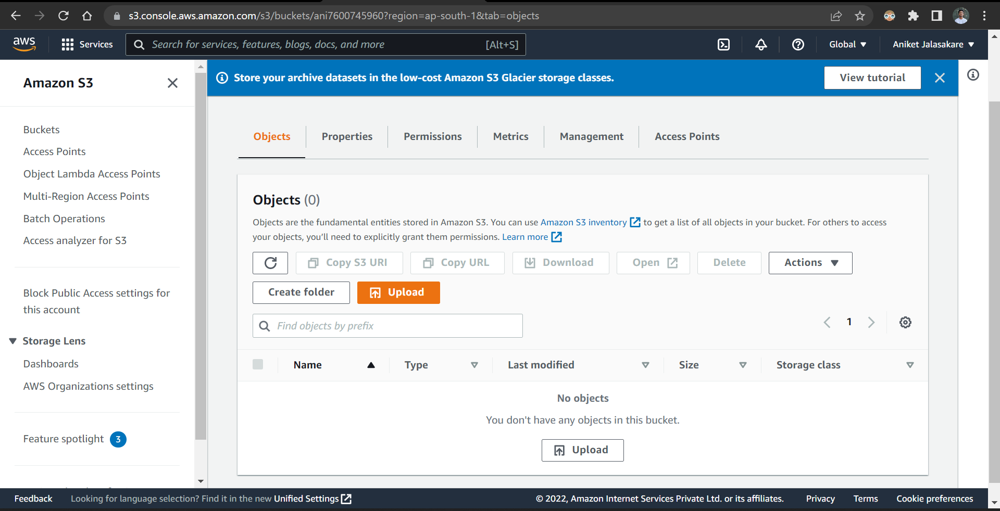 s3.console.aws.amazon.com/s3/buckets/ani7600745960?region=ap-south-1&tab=objects
aws
Services
Search for services, features, blogs, docs, and more [Alt+S]
Global
Aniket Jalasakare
Amazon S3
Buckets
Access Points
Object Lambda Access Points
Multi-Region Access Points
Batch Operations
Access analyzer for S3
Block Public Access settings for
this account
Storage Lens
Dashboards
AWS Organizations settings
Feature spotlight 3
Store your archive datasets in the low-cost Amazon S3 Glacier storage classes.
View tutorial
Objects Properties Permissions Metrics Management Access Points
Objects (0)
Objects are the fundamental entities stored in Amazon S3. You can use Amazon S3 inventory to get a list of all objects in your bucket. For others to access
your objects, you'll need to explicitly grant them permissions. Learn more
Copy S3 URI Copy URL Download Open Delete Actions
Create folder Upload
Find objects by prefix
1
Name Type Last modified Size Storage class
No objects
You don't have any objects in this bucket.
Upload
Feedback Looking for language selection? Find it in the new Unified Settings © 2022, Amazon Internet Services Private Ltd. or its affiliates. Privacy Terms Cookie preferences